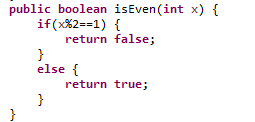 public boolean isEven(int x) {
    if(x%2==1) {
        return false;
    }
    else {
        return true;
    }
}